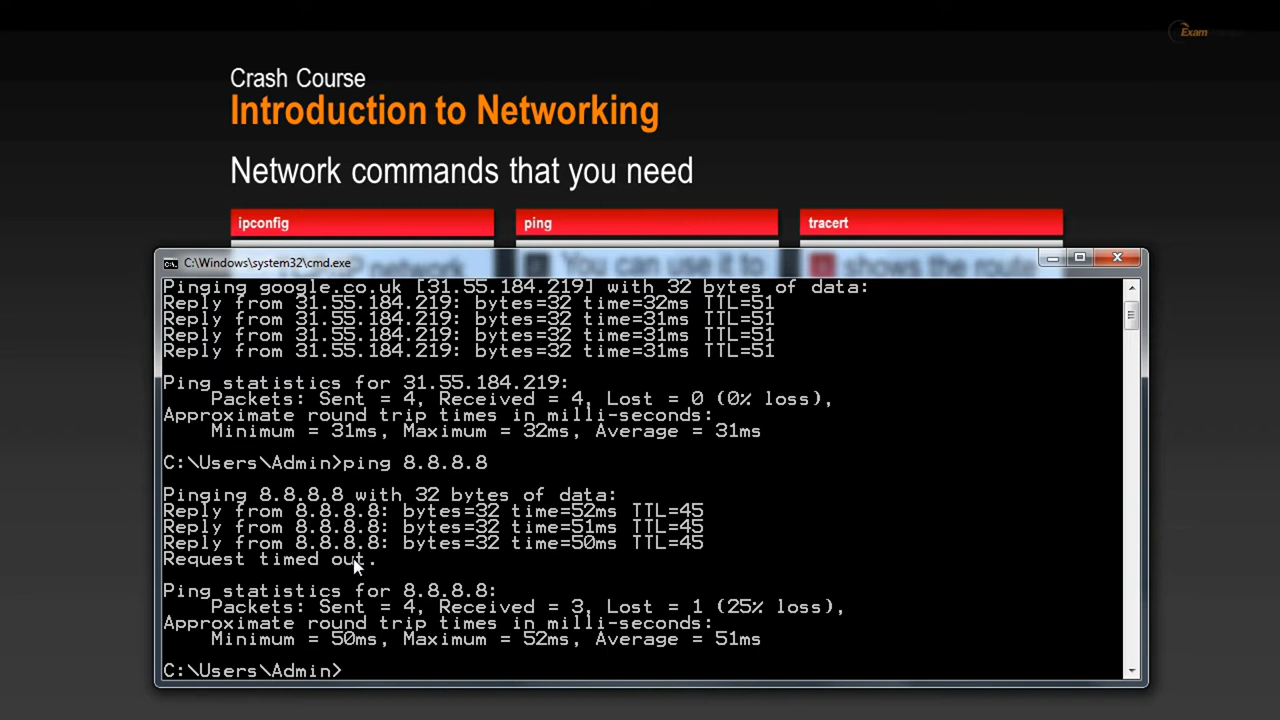 Exam
Crash Course
Introduction to Networking
Network commands that you need
ipconfig
ping
tracert
network
You can use it to
shows the route
C:\Windows\system32\cmd.exe
Pinging google.co.uk [31.55.184.219] with 32 bytes of data:
Reply from 31.55.184.219: bytes=32 time=32ms TTL=51
Reply from 31.55.184.219: bytes=32 time=31ms TTL=51
Reply from 31.55.184.219: bytes=32 time=31ms TTL=51
Reply from 31.55.184.219: bytes=32 time=31ms TTL=51
Ping statistics for 31.55.184.219:
Packets: Sent = 4, Received = 4, Lost = 0 (0% loss),
Approximate round trip times in milli-seconds:
Minimum = 31ms, Maximum = 32ms, Average = 31ms
C:\Users\Admin>ping 8.8.8.8
Pinging 8.8.8.8 with 32 bytes of data:
Reply from 8.8.8.8: bytes=32 time=52ms TTL=45
Reply from 8.8.8.8: bytes=32 time=51ms TTL=45
Reply from 8.8.8.8: bytes=32 time=50ms TTL=45
Request timed out.
Ping statistics for 8.8.8.8:
Packets: Sent = 4, Received = 3, Lost = 1 (25% loss),
Approximate round trip times in milli-seconds:
Minimum = 50ms, Maximum = 52ms, Average = 51ms
C:\Users\Admin>